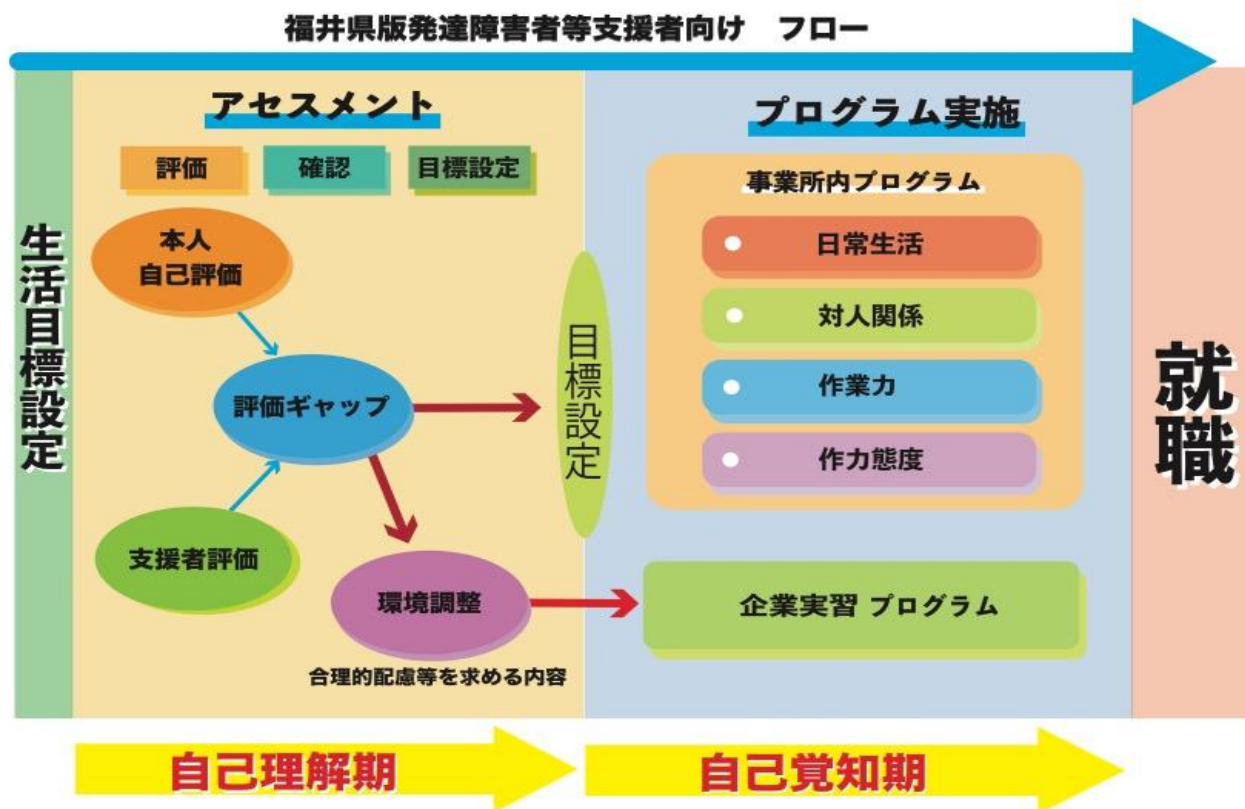 福井県版発達障害者等支援者向け フロー
生活目標設定
アセスメント
評価
確認
目標設定
本人
自己評価
評価ギャップ
支援者評価
環境調整
合理的配慮等を求める内容
目標設定
プログラム実施
事業所内プログラム
日常生活
対人関係
作業力
作力態度
企業実習 プログラム
就職
自己理解期
自己覚知期